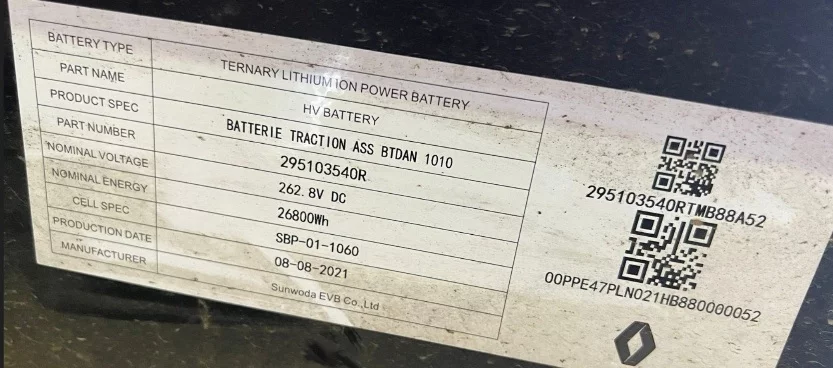 BATTERY TYPE TERNARY LITHIUM ION POWER BATTERY
PART NAME HV BATTERY
PRODUCT SPEC BATTERIE TRACTION ASS BTDAN 1010
PART NUMBER 295103540R
NOMINAL VOLTAGE 262.8V DC
NOMINAL ENERGY 26800Wh
CELL SPEC SBP-01-1060
PRODUCTION DATE 08-08-2021
MANUFACTURER Sunwoda EVB Co.,Ltd
295103540RTMB88A52
00PPE47PLN021HB880000052